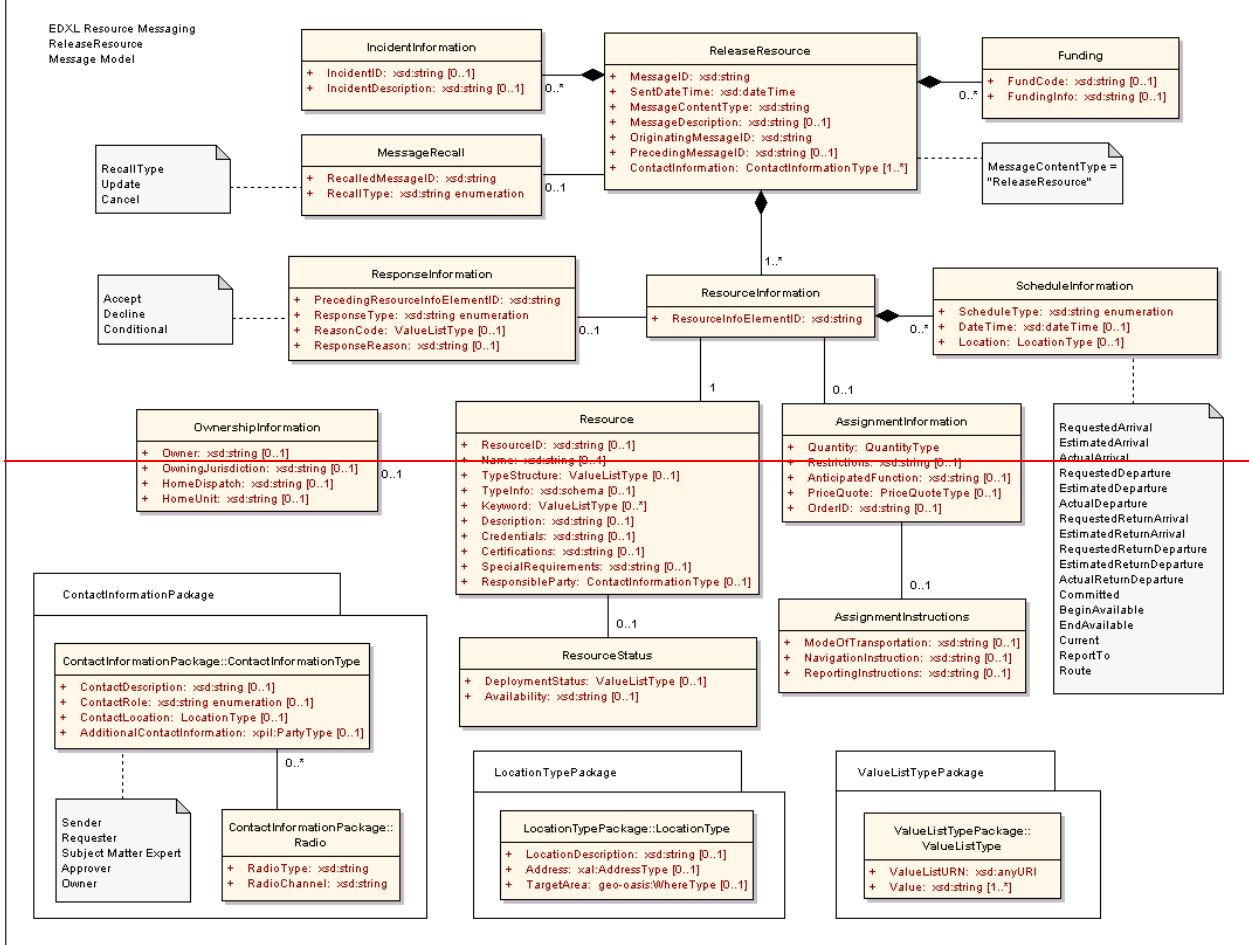 EDXL Resource Messaging
ReleaseResource
Message Model
IncidentInformation
+ IncidentID: xsd:string [0..1]
+ IncidentDescription: xsd:string [0..1]
0..*
ReleaseResource
+ MessageID: xsd:string
+ SentDateTime: xsd:dateTime
+ MessageContentType: xsd:string
+ MessageDescription: xsd:string [0..1]
+ OriginatingMessageID: xsd:string
+ PrecedingMessageID: xsd:string [0..1]
+ ContactInformation: ContactInformationType [1..*]
Funding
+ FundCode: xsd:string [0..1]
+ FundingInfo: xsd:string [0..1]
0..*
RecallType
Update
Cancel
MessageRecall
+ RecalledMessageID: xsd:string
+ RecallType: xsd:string enumeration
0..1
MessageContentType =
"ReleaseResource"
1..*
Accept
Decline
Conditional
ResponseInformation
+ PrecedingResourceInfoElementID: xsd:string
+ ResponseType: xsd:string enumeration
+ ReasonCode: ValueListType [0..1]
+ ResponseReason: xsd:string [0..1]
0..1
ResourceInformation
+ ResourceInfoElementID: xsd:string
0..*
ScheduleInformation
+ ScheduleType: xsd:string enumeration
+ DateTime: xsd:dateTime [0..1]
+ Location: LocationType [0..1]
1
0..1
OwnershipInformation
+ Owner: xsd:string [0..1]
+ OwningJurisdiction: xsd:string [0..1]
+ HomeDispatch: xsd:string [0..1]
+ HomeUnit: xsd:string [0..1]
0..1
Resource
+ ResourceID: xsd:string [0..1]
+ Name: xsd:string [0..1]
+ TypeStructure: ValueListType [0..1]
+ TypeInfo: xsd:schema [0..1]
+ Keyword: ValueListType [0..*]
+ Description: xsd:string [0..1]
+ Credentials: xsd:string [0..1]
+ Certifications: xsd:string [0..1]
+ SpecialRequirements: xsd:string [0..1]
+ ResponsibleParty: ContactInformationType [0..1]
AssignmentInformation
+ Quantity: QuantityType
+ Restrictions: xsd:string [0..1]
+ AnticipatedFunction: xsd:string [0..1]
+ PriceQuote: PriceQuoteType [0..1]
+ OrderID: xsd:string [0..1]
RequestedArrival
EstimatedArrival
ActualArrival
RequestedDeparture
EstimatedDeparture
ActualDeparture
RequestedReturnArrival
EstimatedReturnArrival
RequestedReturnDeparture
EstimatedReturnDeparture
ActualReturnDeparture
Committed
BeginAvailable
EndAvailable
Current
ReportTo
Route
0..1
0..1
AssignmentInstructions
+ ModeOfTransportation: xsd:string [0..1]
+ NavigationInstruction: xsd:string [0..1]
+ ReportingInstructions: xsd:string [0..1]
ResourceStatus
+ DeploymentStatus: ValueListType [0..1]
+ Availability: xsd:string [0..1]
ContactInformationPackage
ContactInformationPackage::ContactInformationType
+ ContactDescription: xsd:string [0..1]
+ ContactRole: xsd:string enumeration [0..1]
+ ContactLocation: LocationType [0..1]
+ AdditionalContactInformation: xpil:PartyType [0..1]
0..*
Sender
Requester
Subject Matter Expert
Approver
Owner
ContactInformationPackage::
Radio
+ RadioType: xsd:string
+ RadioChannel: xsd:string
LocationTypePackage
LocationTypePackage::LocationType
+ LocationDescription: xsd:string [0..1]
+ Address: xal:AddressType [0..1]
+ TargetArea: geo-oasis:WhereType [0..1]
ValueListTypePackage
ValueListTypePackage::
ValueListType
+ ValueListURN: xsd:anyURI
+ Value: xsd:string [1..*]